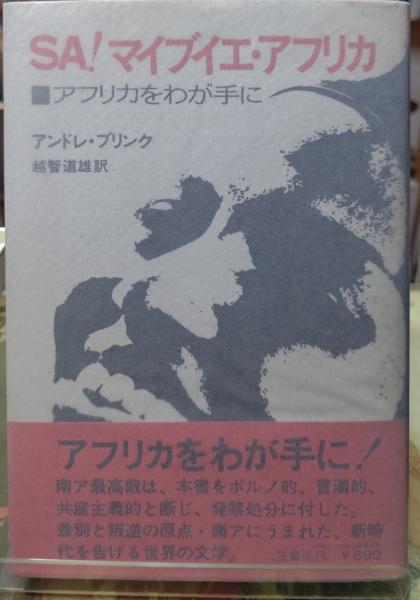 SA!マイブイエ・アフリカ
■アフリカをわが手に
アンドレ・ブリンク
越智道雄訳
アフリカをわが手に!
南ア最高裁は、本書をポルノ的、冒瀆的、
共産主義的と断じ、発禁処分に付した。
差別と叛逆の原点・南アにうまれた、新時
代を告げる世界の文学。
書房刊 ¥890